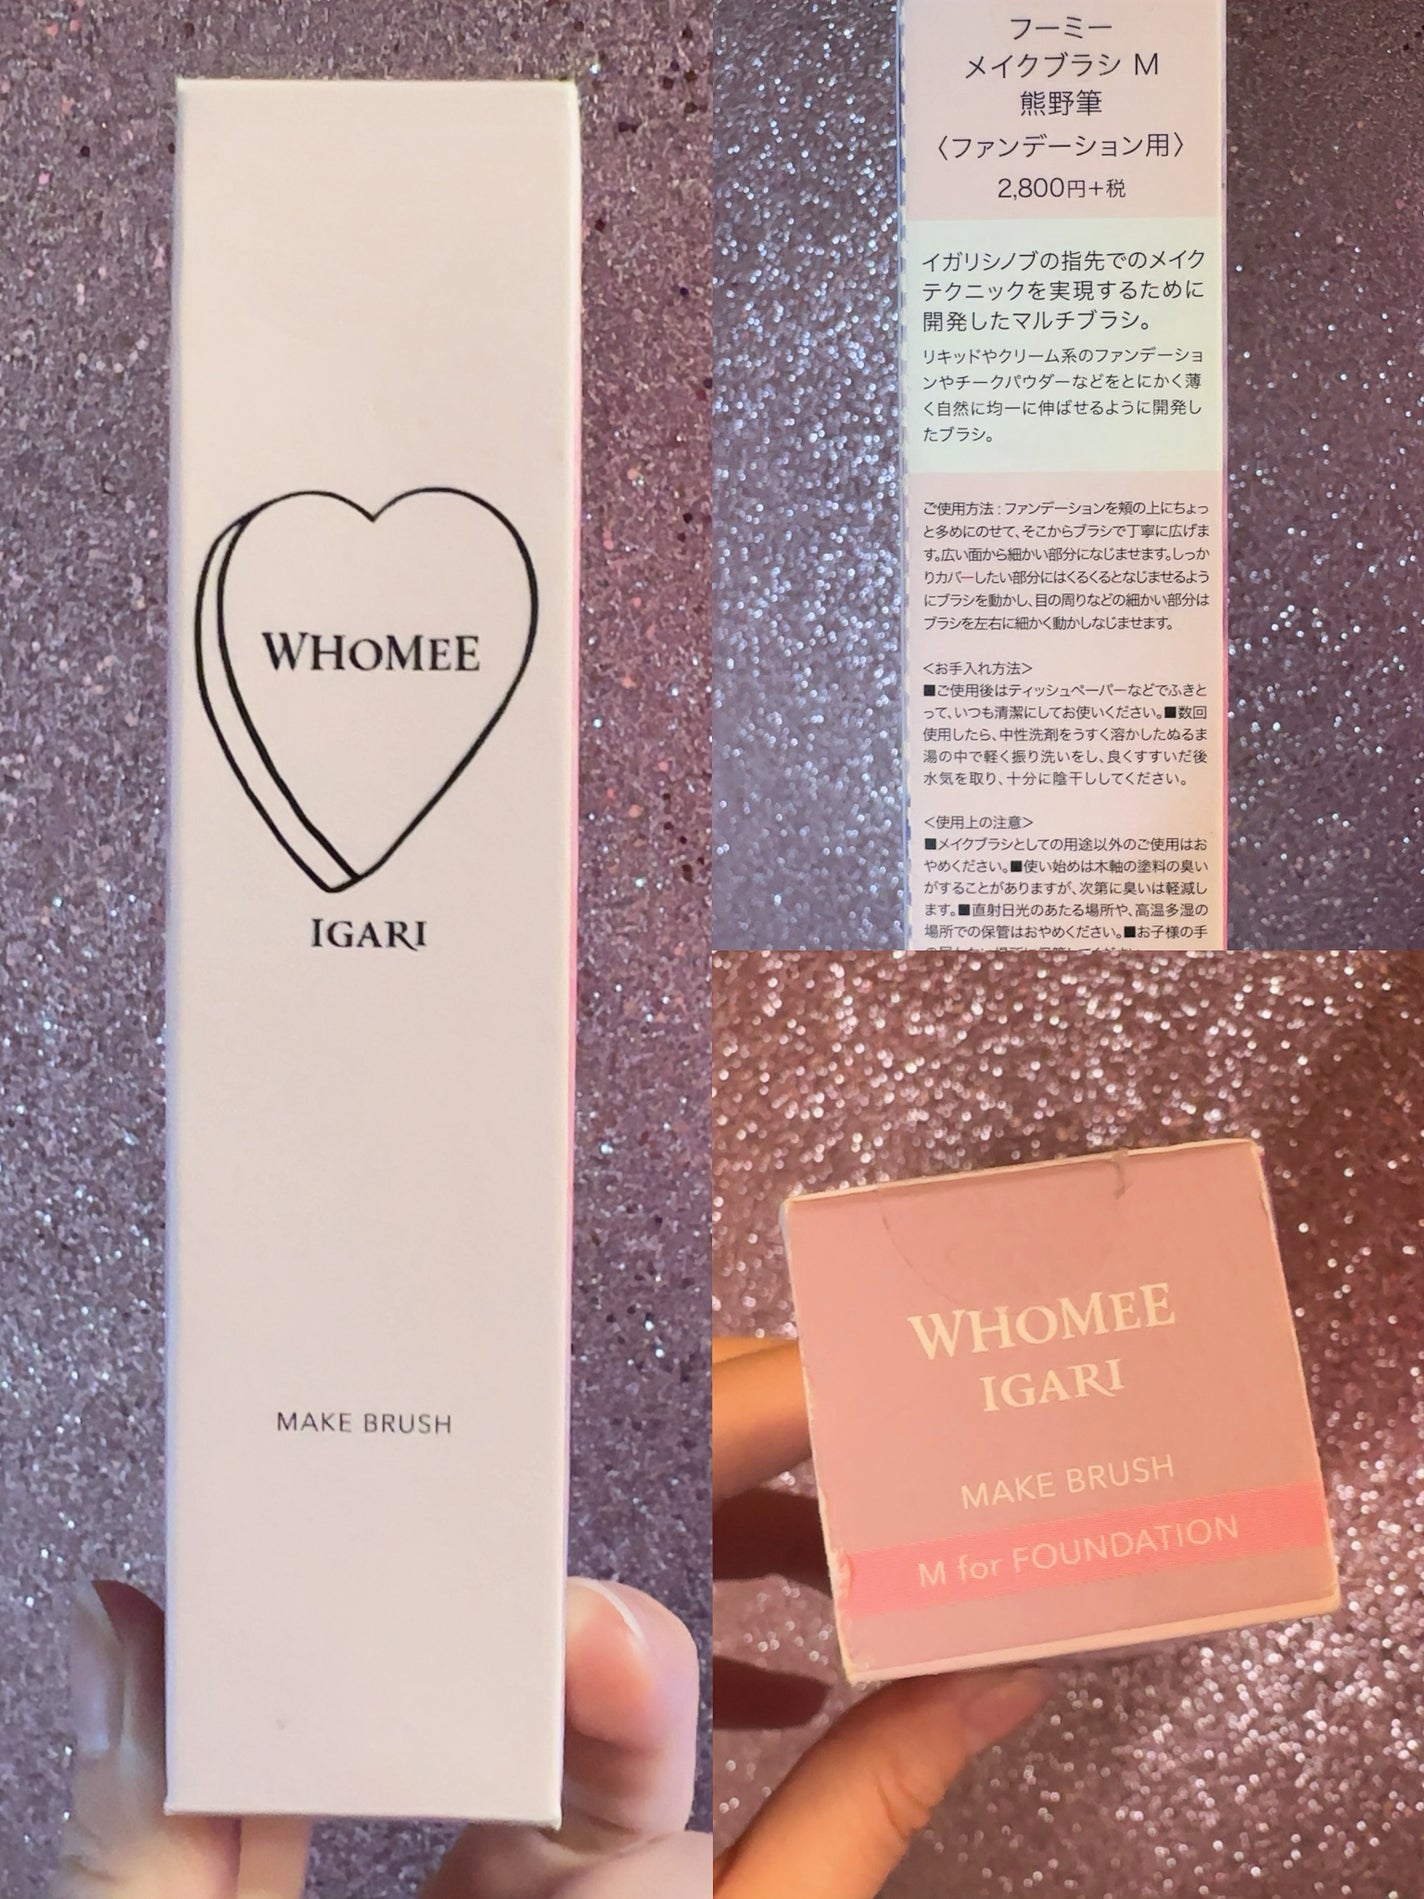 WHOMEE
IGARI
MAKE BRUSH
フーミー
メイクブラシ M
熊野筆
〈ファンデーション用〉
2,800円+税
イガリシノブの指先でのメイク
テクニックを実現するために
開発したマルチブラシ。
リキッドやクリーム系のファンデーショ
ンやチークパウダーなどをとにかく薄
く自然に均一に伸ばせるように開発し
たブラシ。
ご使用方法:ファンデーションを頬の上にちょっ
と多めにのせて、そこからブラシで丁寧に広げま
す。広い面から細かい部分になじませます。しっか
りカバーしたい部分にはくるくるとなじませるよう
にブラシを動かし、目の周りなどの細かい部分は
ブラシを左右に細かく動かしなじませます。
<お手入れ方法>
■ご使用後はティッシュペーパーなどでふきと
って、いつも清潔にしてお使いください。■数回
使用したら、中性洗剤をうすく溶かしたぬるま
湯の中で軽く振り洗いをし、良くすすいだ後
水気を取り、十分に陰干ししてください。
<使用上の注意>
■メイクブラシとしての用途以外のご使用はお
やめください。■使い始めは木軸の塗料の臭い
がすることがありますが、次第に臭いは軽減し
ます。■直射日光のあたる場所や、高温多湿の
場所での保管はおやめください。■お子様の手
WHOMEE
IGARI
MAKE BRUSH
M for FOUNDATION